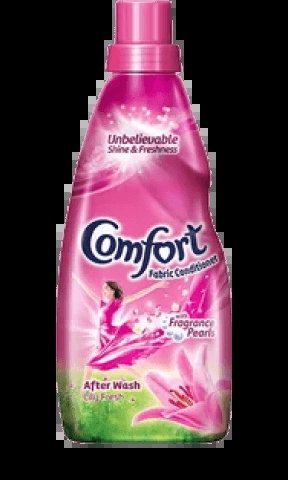 Unbelievable
Shine & Freshness
Comfort
Fabric Conditioner
with
Fragrance
Pearls
After Wash
Lily Fresh